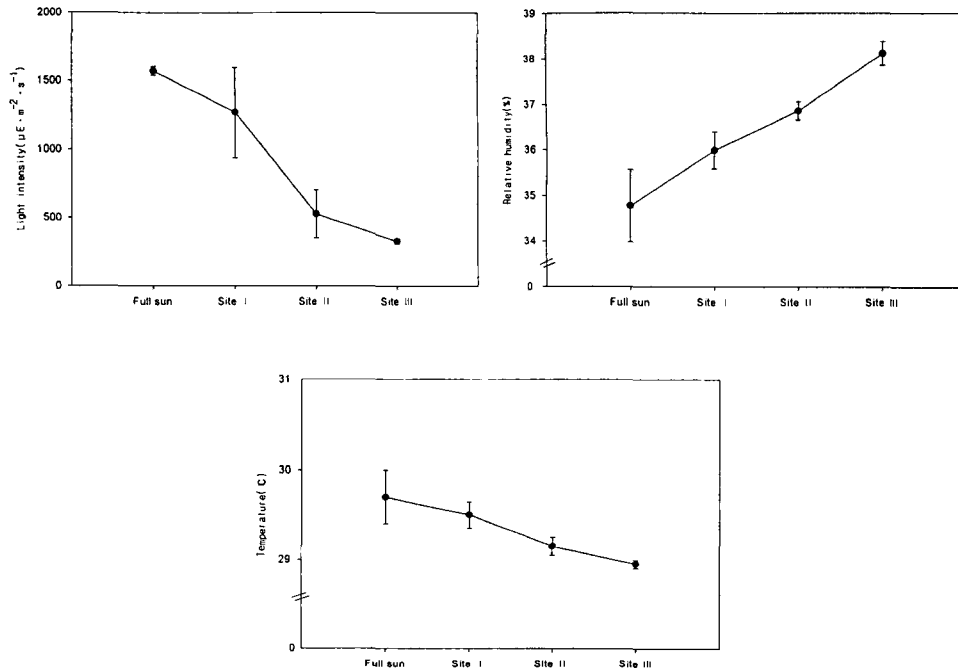 Light intensity(μE · m⁻² · s⁻¹)
2000
1500
1000
500
0
Full sun Site I Site II Site III
Relative humidity(%)
39
38
37
36
35
34
0
Full sun Site I Site II Site III
Temperature(C)
31
30
29
0
Full sun Site I Site II Site III